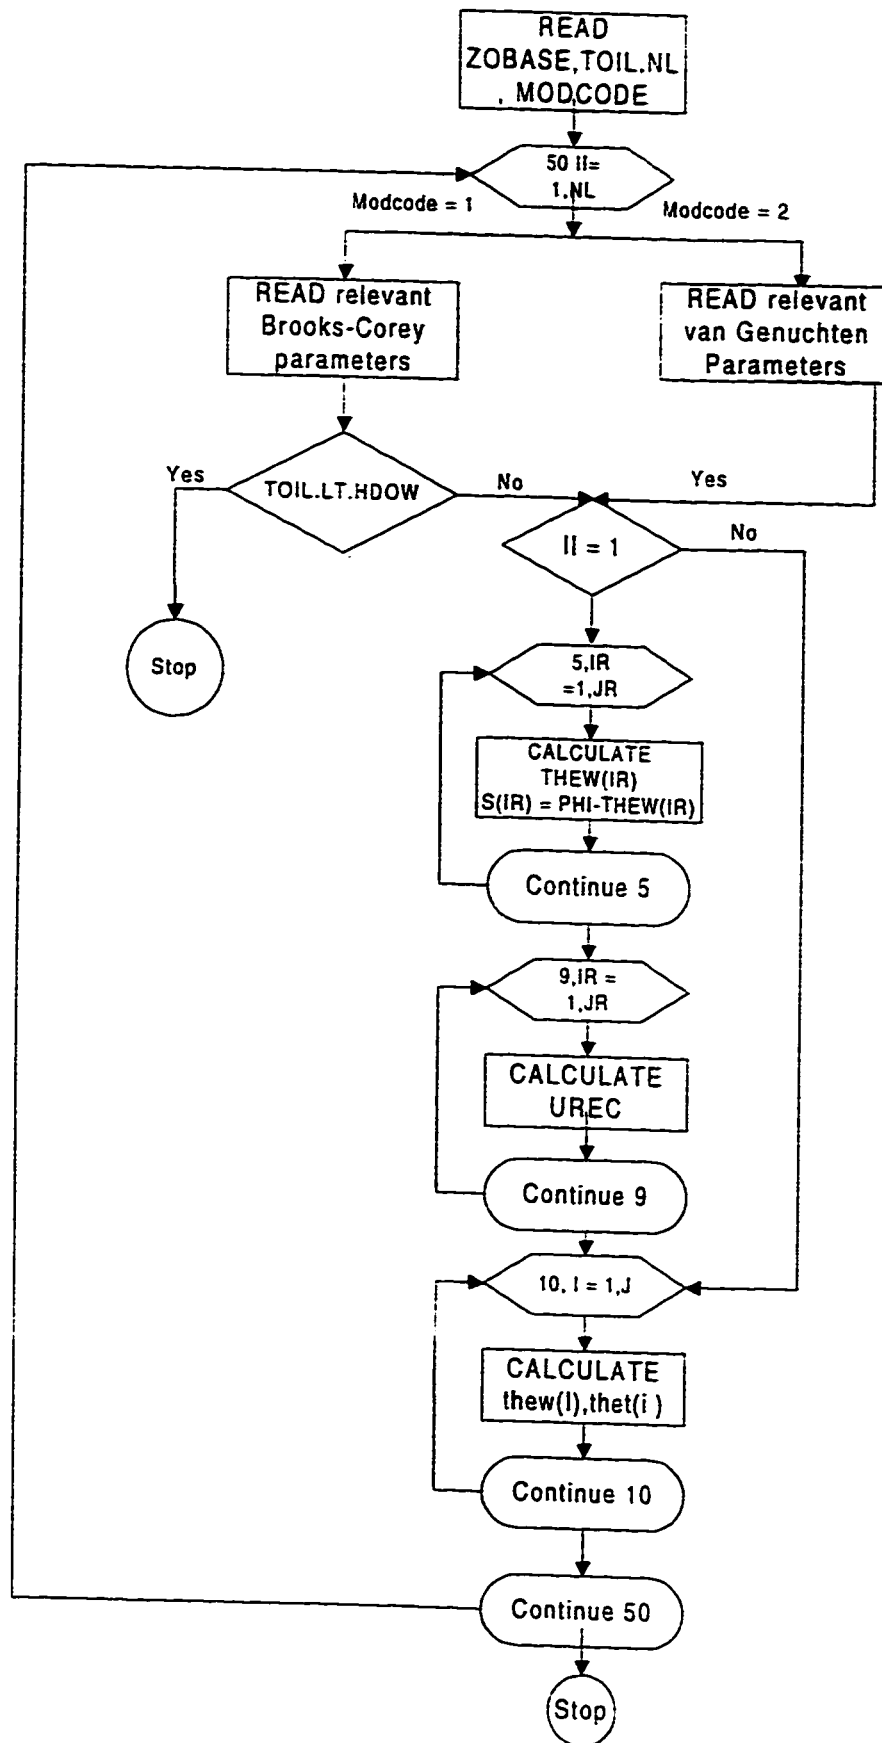 READ
ZOBASE,TOIL.NL
, MODCODE
50 II=
1,NL
Modcode = 1
Modcode = 2
READ relevant
Brooks-Corey
parameters
READ relevant
van Genuchten
Parameters
Yes
TOIL.LT.HDOW
No
Yes
II = 1
No
Stop
5,IR
=1,JR
CALCULATE
THEW(IR)
S(IR) = PHI-THEW(IR)
Continue 5
9,IR =
1,JR
CALCULATE
UREC
Continue 9
10, I = 1,J
CALCULATE
thew(I),thet(i )
Continue 10
Continue 50
Stop